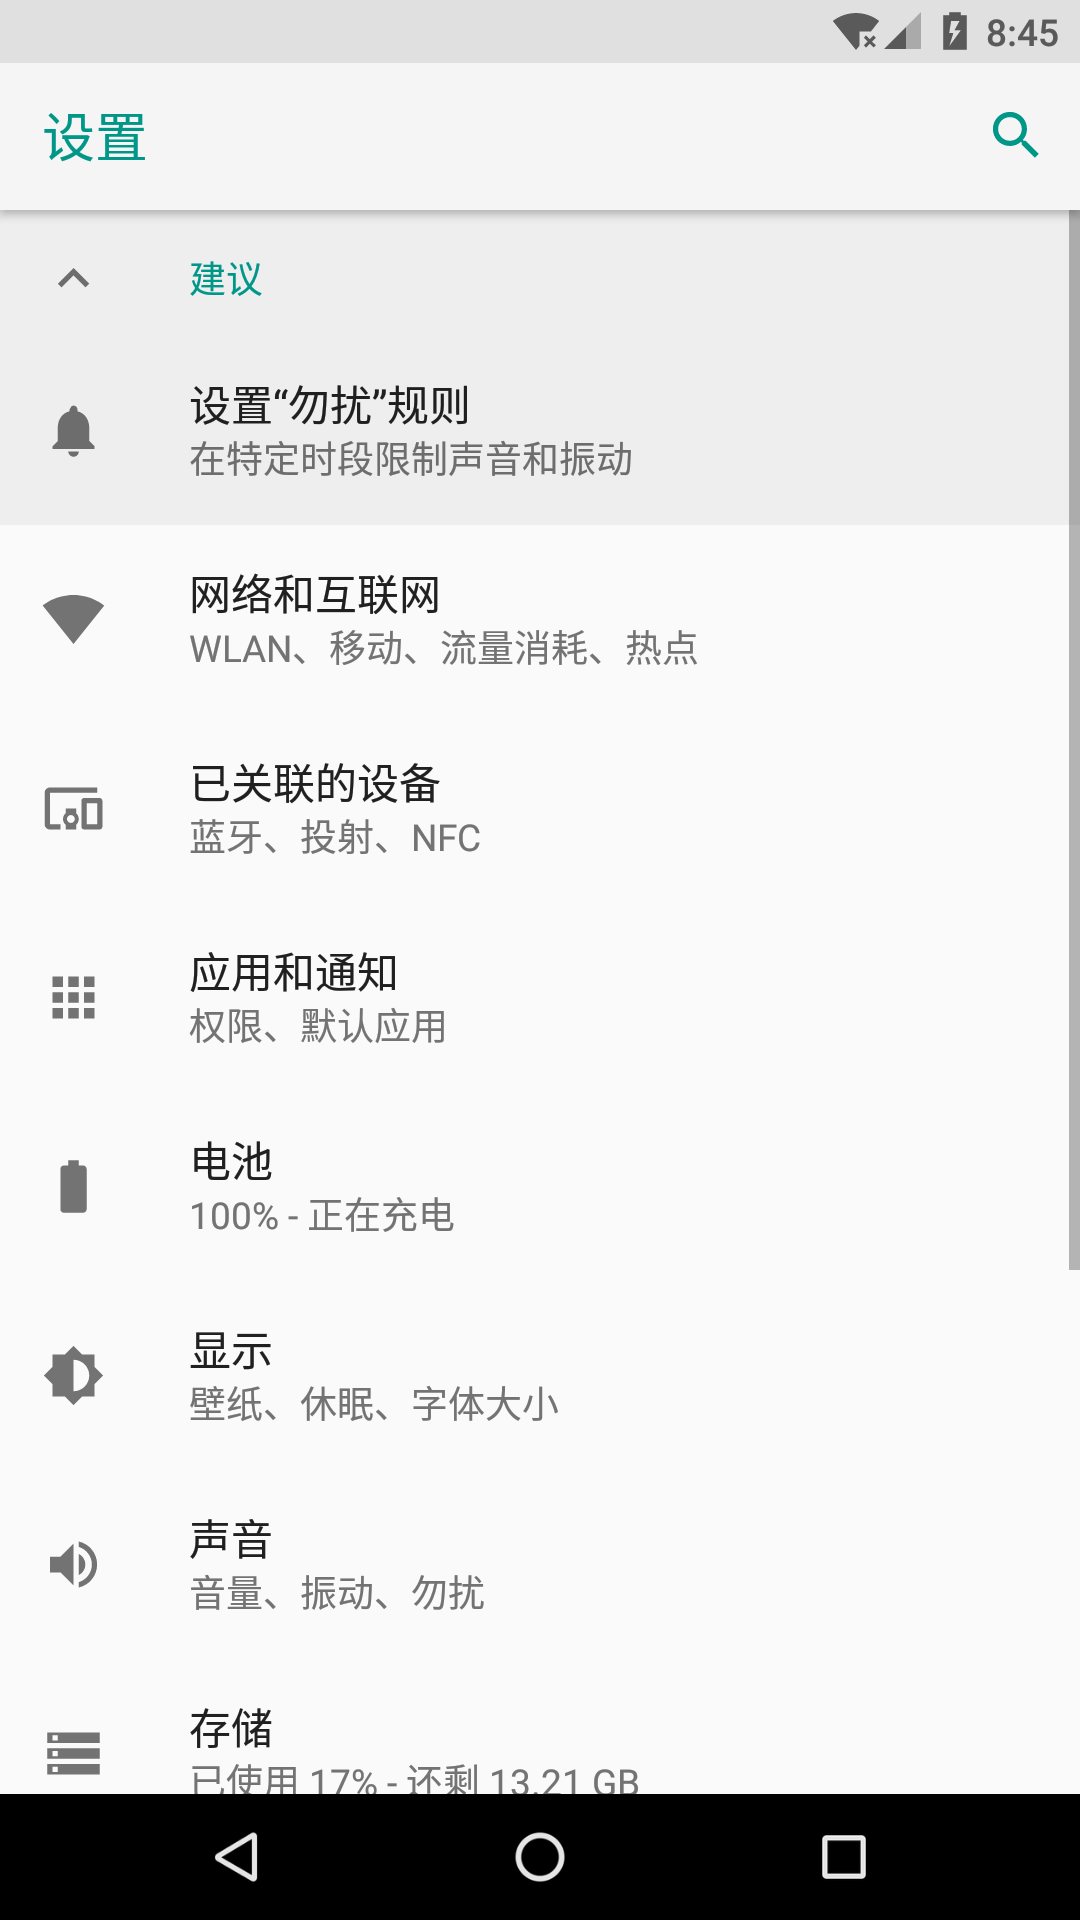 8:45
设置
建议
设置“勿扰”规则
在特定时段限制声音和振动
网络和互联网
WLAN、移动、流量消耗、热点
已关联的设备
蓝牙、投射、NFC
应用和通知
权限、默认应用
电池
100% - 正在充电
显示
壁纸、休眠、字体大小
声音
音量、振动、勿扰
存储
已使用 17% - 还剩 13.21 GB